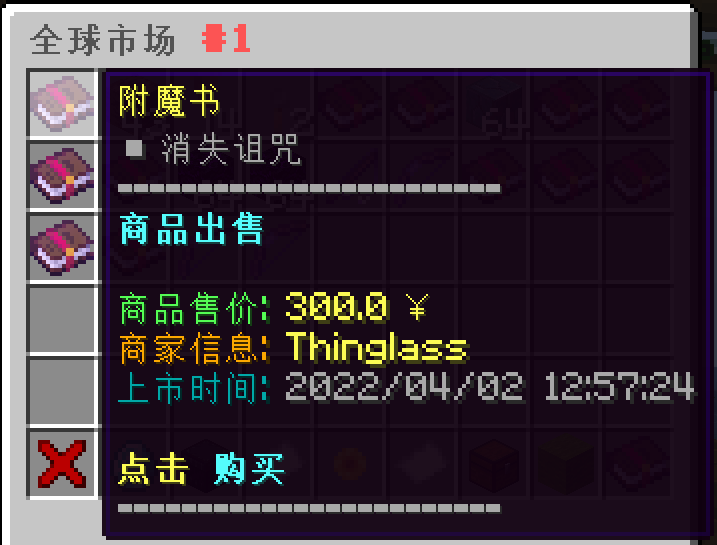 全球市场 #1
附魔书
▪ 消失诅咒
------------------------
商品出售
商品售价: 300.0 ¥
商家信息: Thinglass
上市时间: 2022/04/02 12:57:24
点击 购买
------------------------